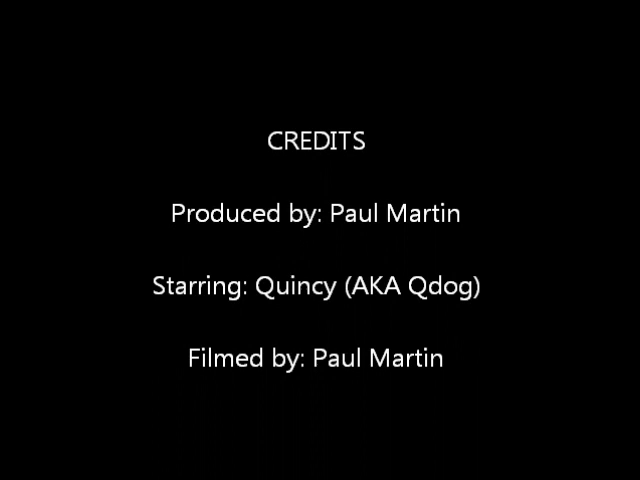 CREDITS
Produced by: Paul Martin
Starring: Quincy (AKA Qdog)
Filmed by: Paul Martin